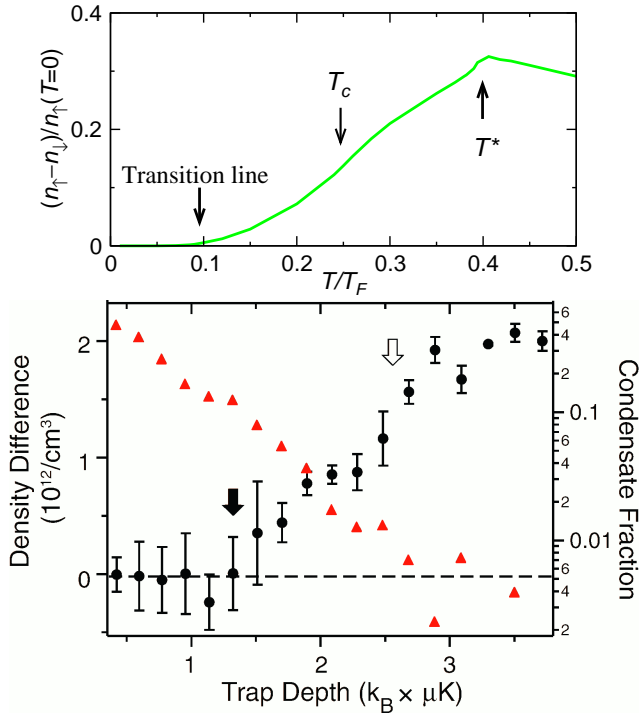 (n↑−n↓)/n↑(T=0)
0.4
0.2
0
Transition line
T_c
T*
0
0.1
0.2
0.3
0.4
0.5
T/T_F
Density Difference
(10^12/cm^3)
2
1
0
6
4
2
0.1
6
4
2
0.01
6
4
2
Condensate Fraction
1
2
3
Trap Depth (k_B × μK)